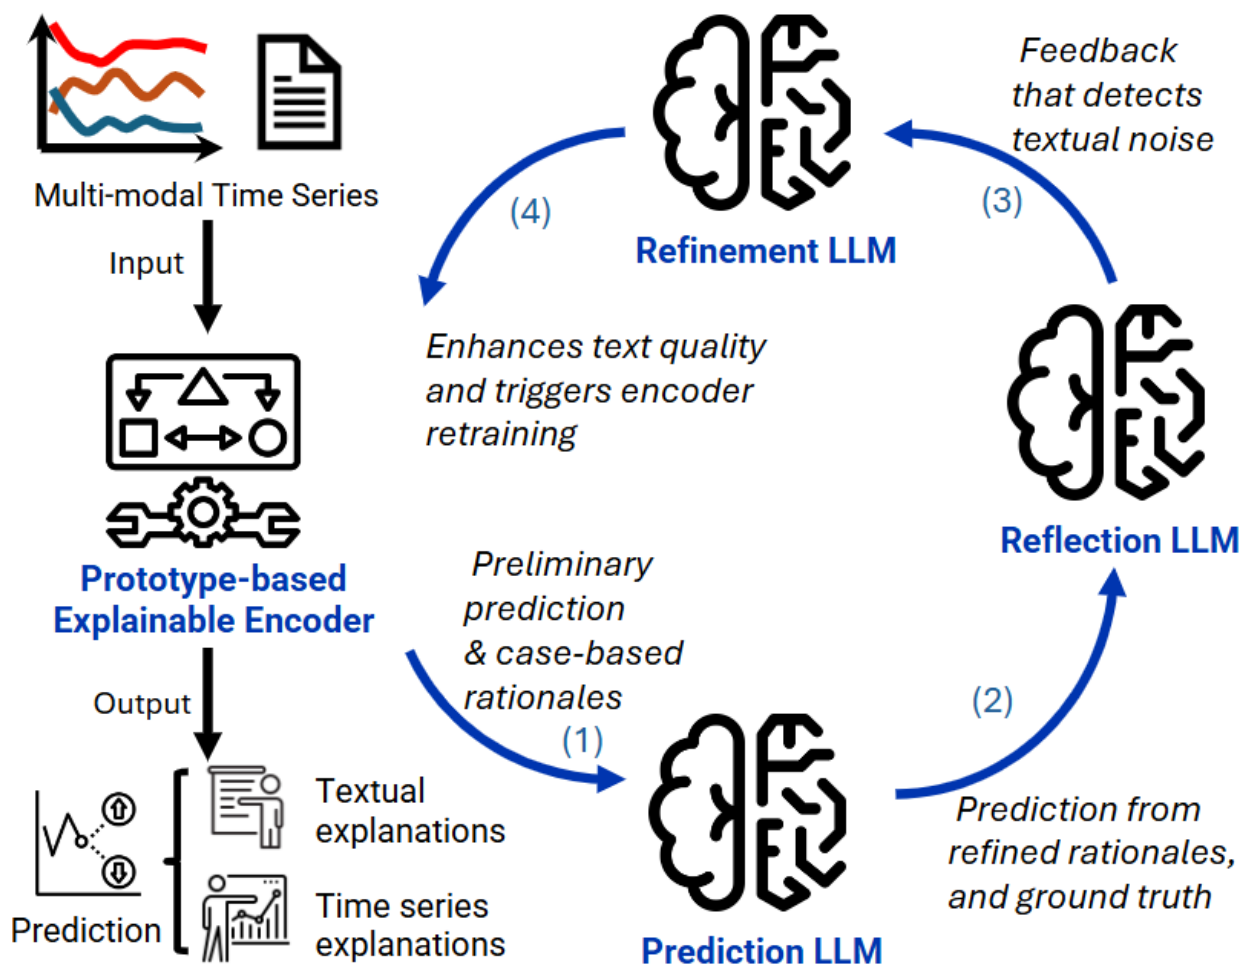 Multi-modal Time Series
Input
Prototype-based
Explainable Encoder
Output
Prediction
Textual
explanations
Time series
explanations
Preliminary
prediction
& case-based
rationales
(1)
Prediction LLM
(2)
Prediction from
refined rationales,
and ground truth
Reflection LLM
(3)
Feedback
that detects
textual noise
Refinement LLM
(4)
Enhances text quality
and triggers encoder
retraining